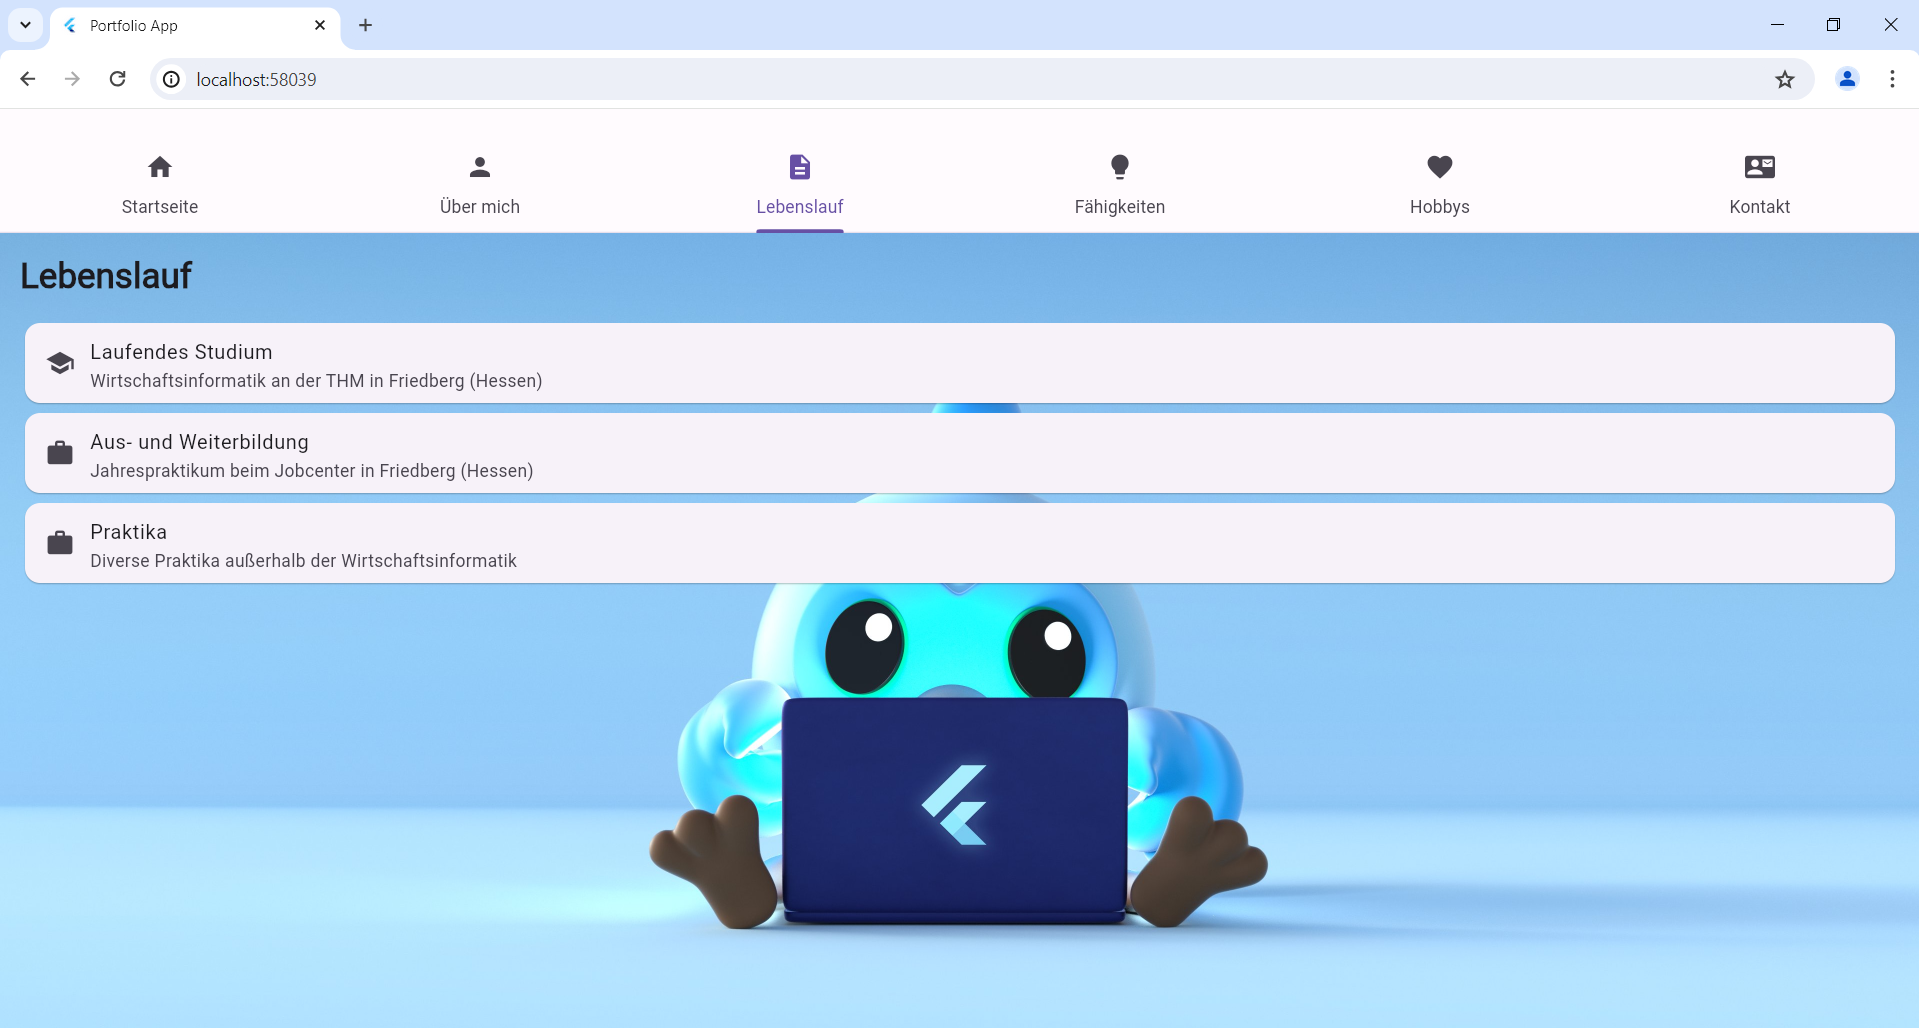 Portfolio App
localhost:58039
Startseite
Über mich
Lebenslauf
Fähigkeiten
Hobbys
Kontakt
Lebenslauf
Laufendes Studium
Wirtschaftsinformatik an der THM in Friedberg (Hessen)
Aus- und Weiterbildung
Jahrespraktikum beim Jobcenter in Friedberg (Hessen)
Praktika
Diverse Praktika außerhalb der Wirtschaftsinformatik